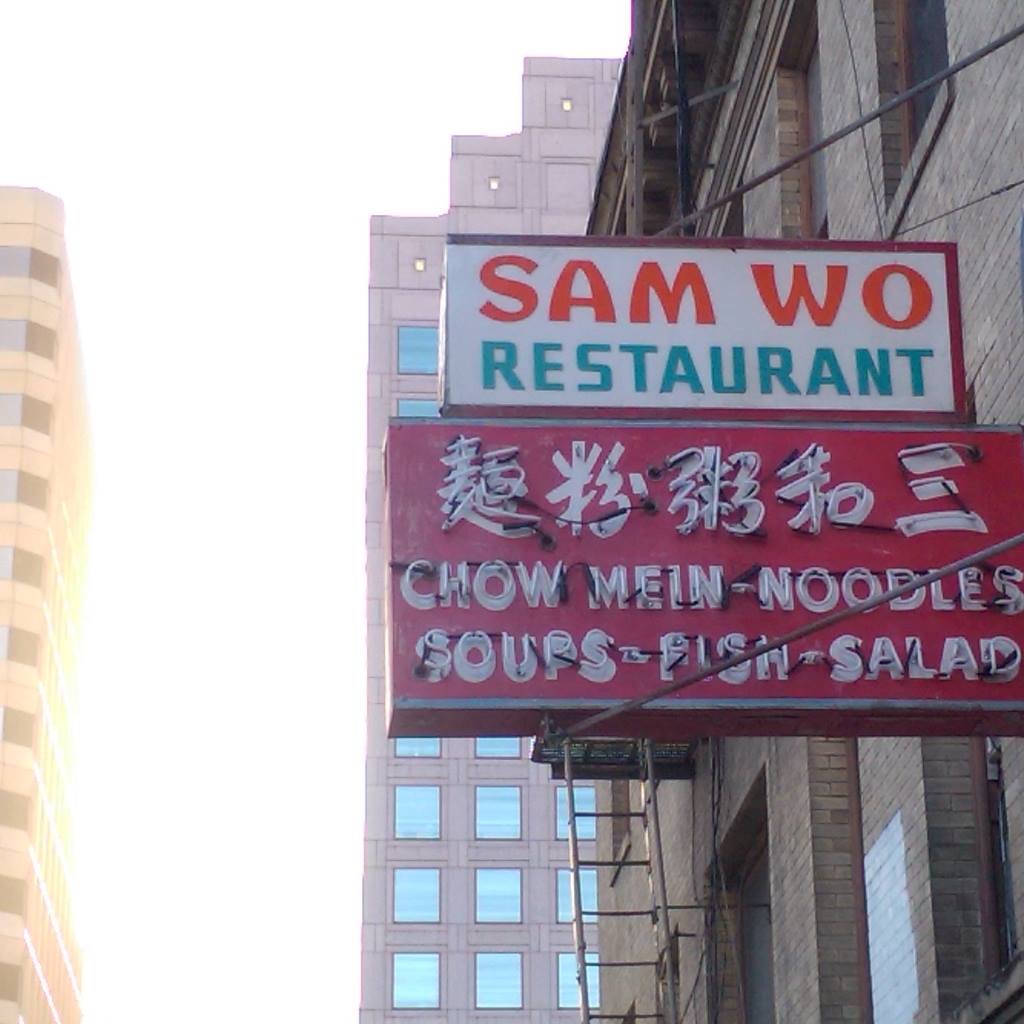 SAM WO
RESTAURANT
三和粥粉麵
CHOW MEIN-NOODLES
SOUPS-FISH-SALAD